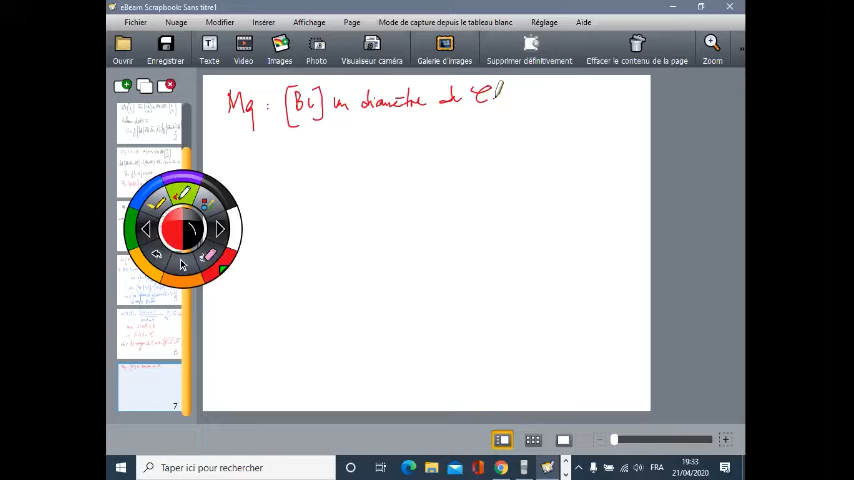 eBeam Scrapbook: Sans titre1
Fichier Nuage Modifier Insérer Affichage Page Mode de capture depuis le tableau blanc Réglage Aide
Ouvrir Enregistrer Texte Vidéo Images Photo Visualiseur caméra Galerie d'images Supprimer définitivement Effacer le contenu de la page Zoom
Mq : [BC] un diamètre de C
7
Taper ici pour rechercher
FRA
19:33
21/04/2020